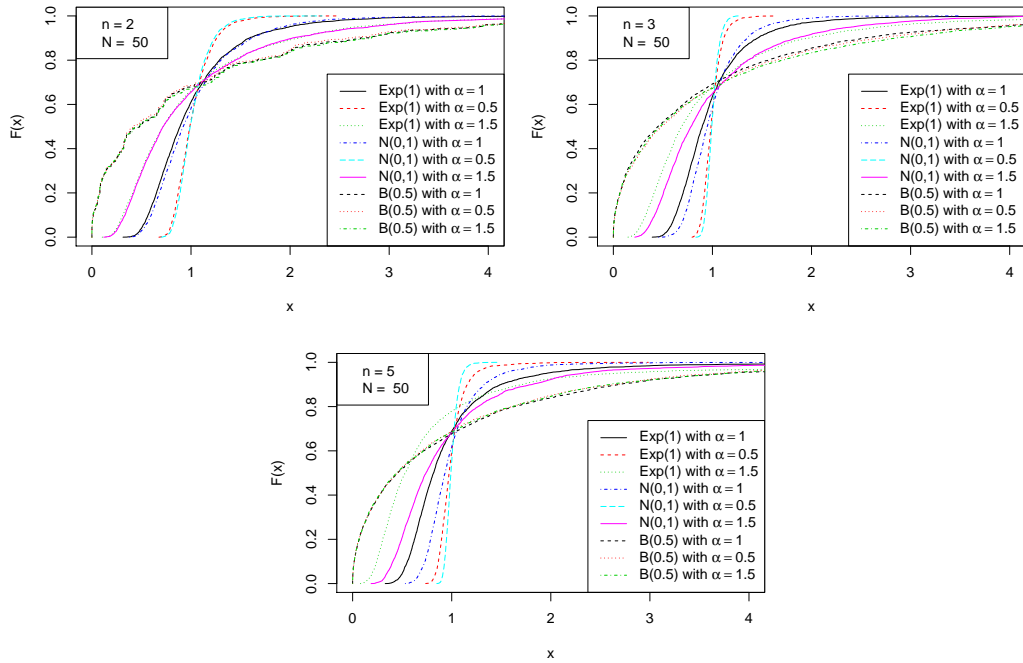 n = 2
N = 50
F(x)
1.0
0.8
0.6
0.4
0.2
0.0
Exp(1) with α = 1
Exp(1) with α = 0.5
Exp(1) with α = 1.5
N(0,1) with α = 1
N(0,1) with α = 0.5
N(0,1) with α = 1.5
B(0.5) with α = 1
B(0.5) with α = 0.5
B(0.5) with α = 1.5
0 1 2 3 4
x
n = 3
N = 50
F(x)
1.0
0.8
0.6
0.4
0.2
0.0
Exp(1) with α = 1
Exp(1) with α = 0.5
Exp(1) with α = 1.5
N(0,1) with α = 1
N(0,1) with α = 0.5
N(0,1) with α = 1.5
B(0.5) with α = 1
B(0.5) with α = 0.5
B(0.5) with α = 1.5
0 1 2 3 4
x
n = 5
N = 50
F(x)
1.0
0.8
0.6
0.4
0.2
0.0
Exp(1) with α = 1
Exp(1) with α = 0.5
Exp(1) with α = 1.5
N(0,1) with α = 1
N(0,1) with α = 0.5
N(0,1) with α = 1.5
B(0.5) with α = 1
B(0.5) with α = 0.5
B(0.5) with α = 1.5
0 1 2 3 4
x